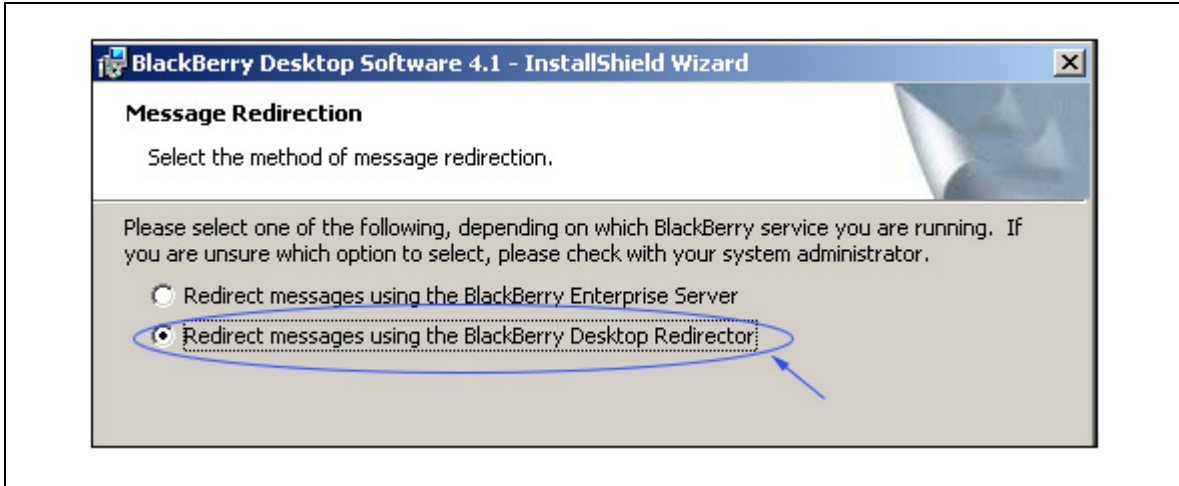 BlackBerry Desktop Software 4.1 - InstallShield Wizard
Message Redirection
Select the method of message redirection.
Please select one of the following, depending on which BlackBerry service you are running. If
you are unsure which option to select, please check with your system administrator.
Redirect messages using the BlackBerry Enterprise Server
Redirect messages using the BlackBerry Desktop Redirector